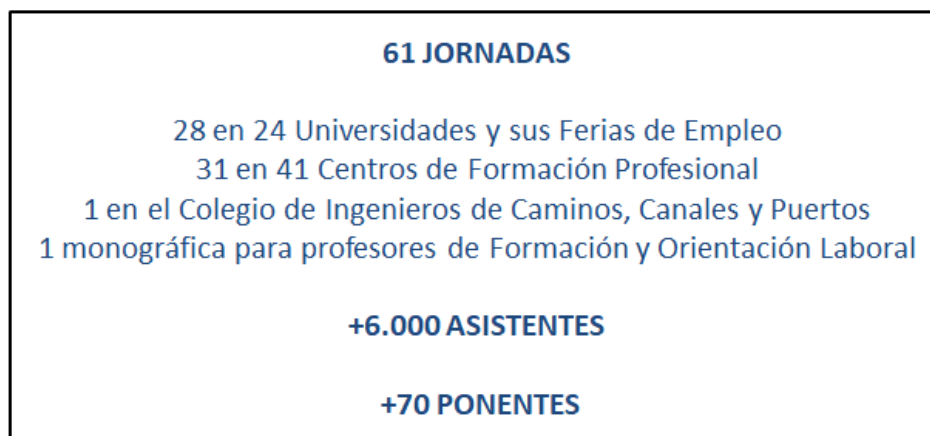 61 JORNADAS
28 en 24 Universidades y sus Ferias de Empleo
31 en 41 Centros de Formación Profesional
1 en el Colegio de Ingenieros de Caminos, Canales y Puertos
1 monográfica para profesores de Formación y Orientación Laboral
+6.000 ASISTENTES
+70 PONENTES